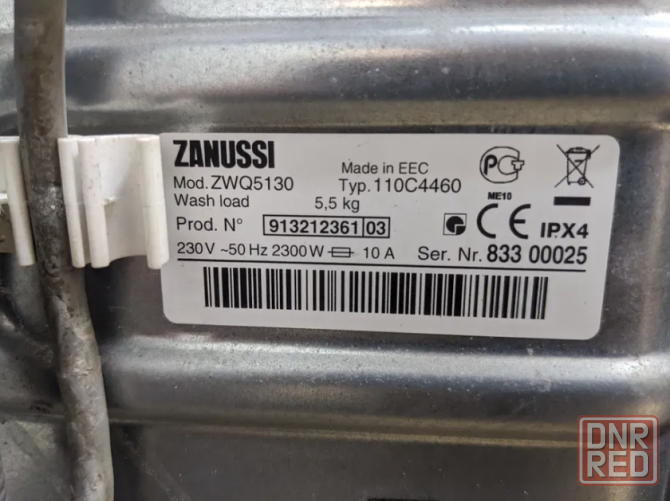 ZANUSSI
Made in EEC
Mod.ZWQ5130 Typ.110C4460
Wash load 5,5 kg
ME10
Prod. N° 913212361 03
CE IPX4
230V ~50 Hz 2300W 10 A Ser. Nr. 833 00025
DNR
RED